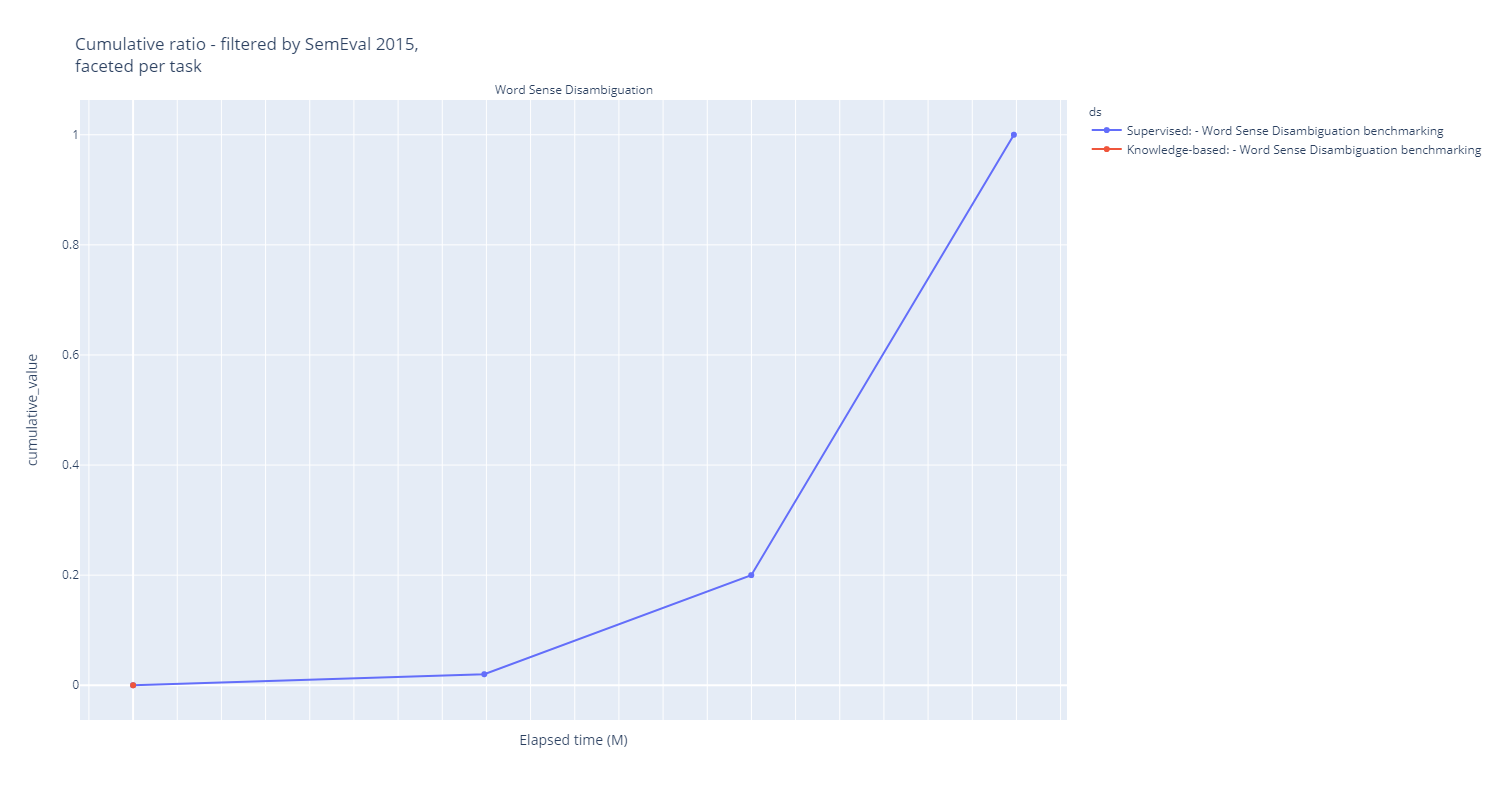 Cumulative ratio - filtered by SemEval 2015,
faceted per task
Word Sense Disambiguation
ds
Supervised: - Word Sense Disambiguation benchmarking
Knowledge-based: - Word Sense Disambiguation benchmarking
1
0.8
0.6
0.4
0.2
0
cumulative_value
Elapsed time (M)